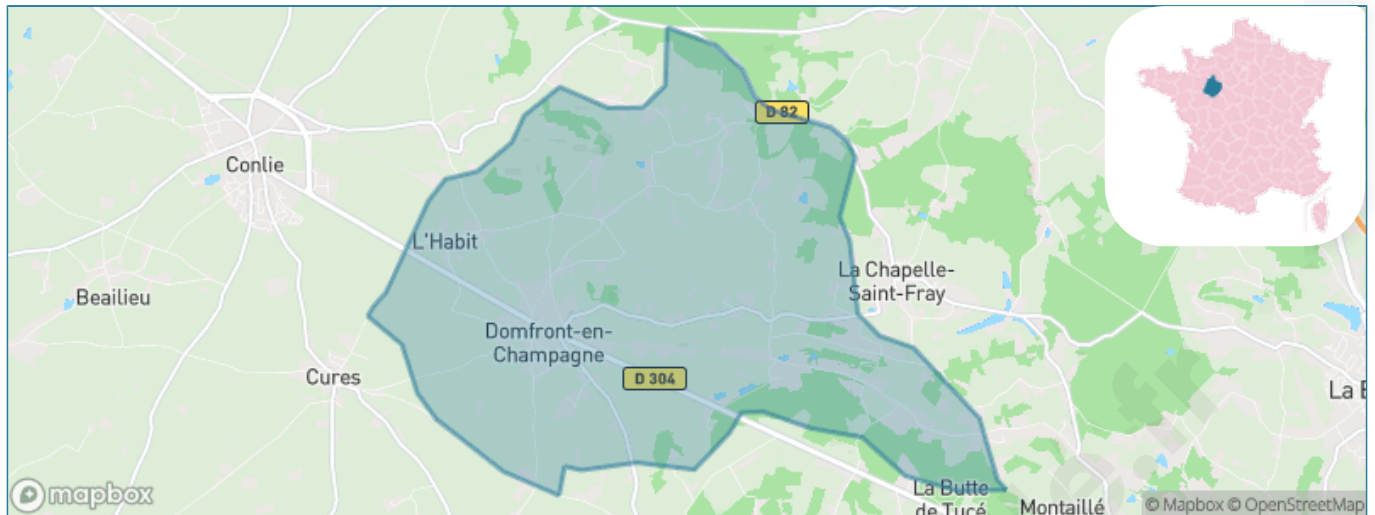 D 82
Conlie
L'Habit
La Chapelle-
Saint-Fray
Beailieu
Domfront-en-
Champagne
Cures
D 304
La B
La Butte
de Tucé
Montaillé
mapbox
© Mapbox © OpenStreetMap